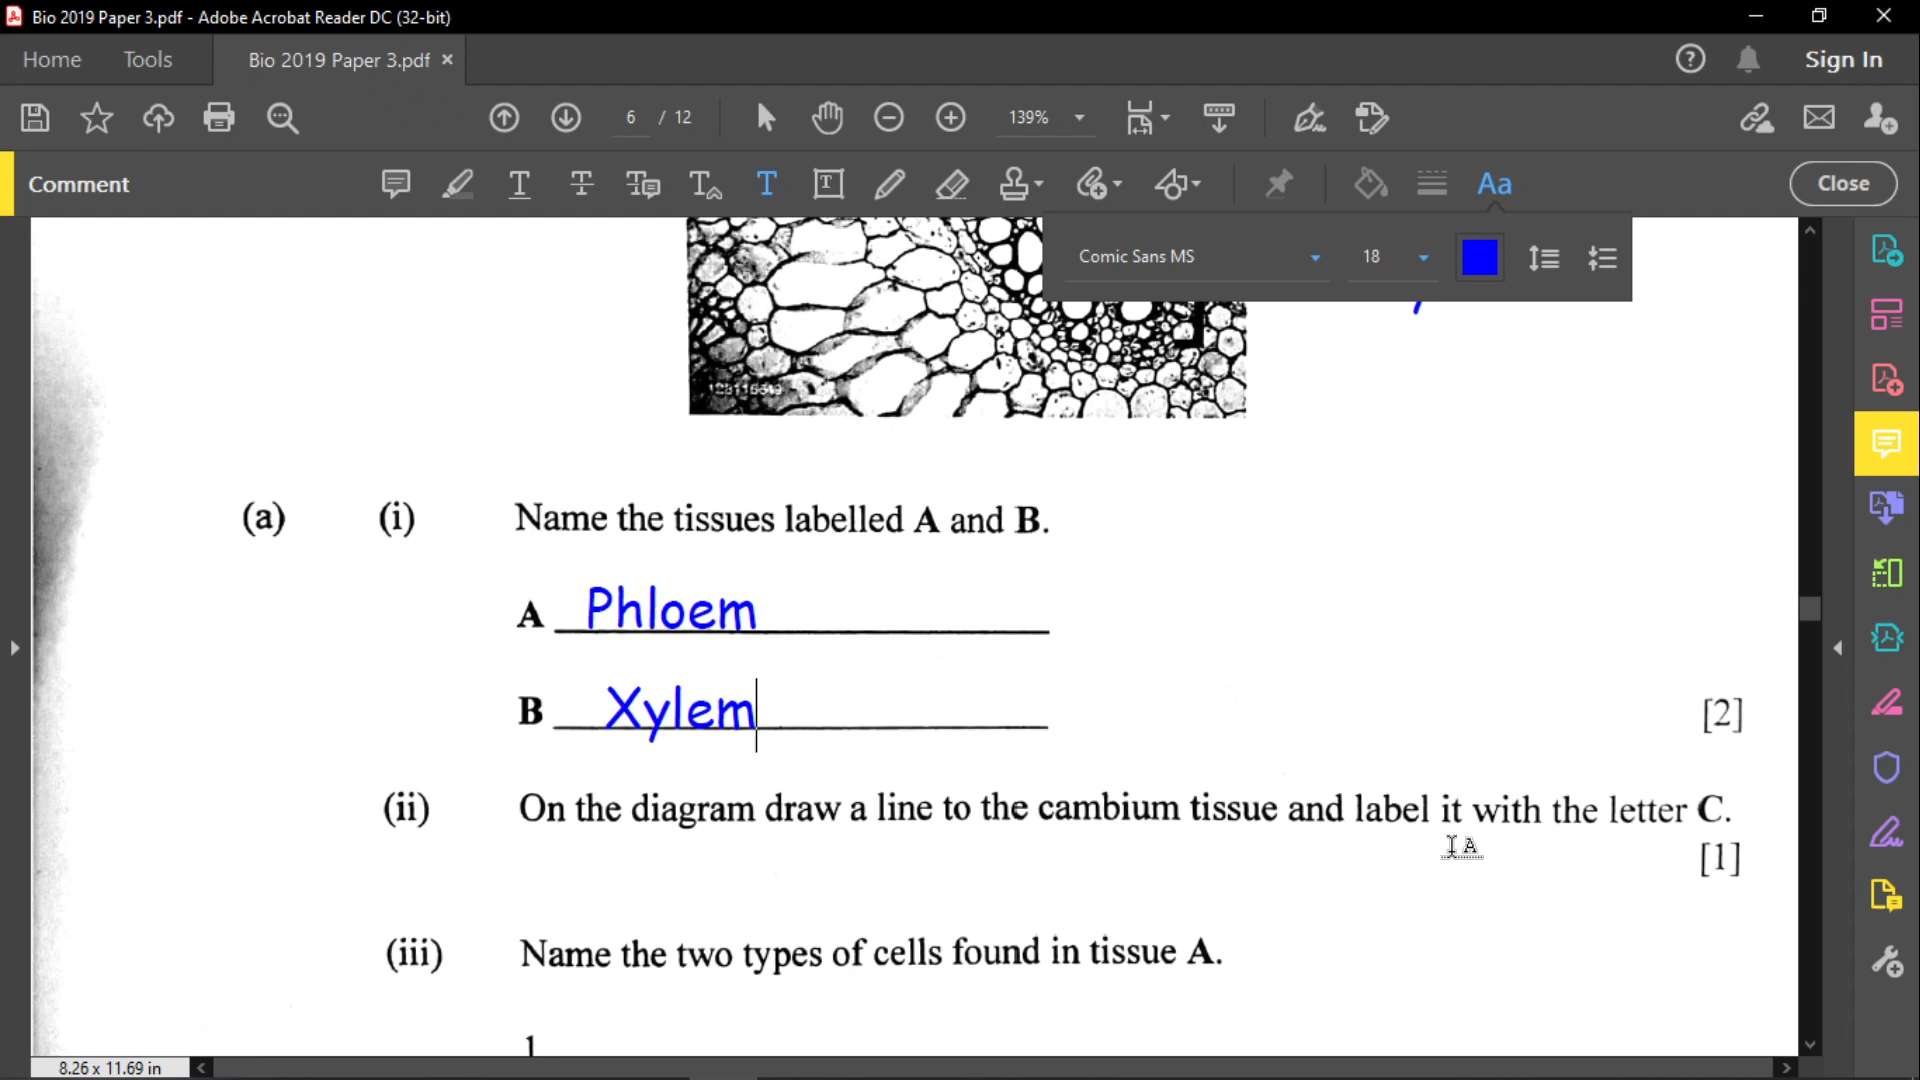 Bio 2019 Paper 3.pdf - Adobe Acrobat Reader DC (32-bit)
Home Tools Bio 2019 Paper 3.pdf × Sign In
6 / 12 139%
Comment Close
Comic Sans MS 18
(a) (i) Name the tissues labelled A and B.
A Phloem
B Xylem
[2]
(ii) On the diagram draw a line to the cambium tissue and label it with the letter C.
[1]
(iii) Name the two types of cells found in tissue A.
1
8.26 x 11.69 in